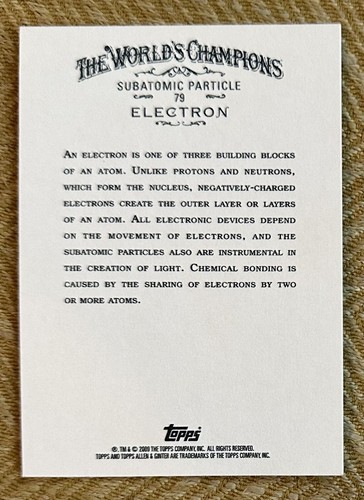 THE WORLD'S CHAMPIONS
SUBATOMIC PARTICLE
79
ELECTRON
AN ELECTRON IS ONE OF THREE BUILDING BLOCKS
OF AN ATOM. UNLIKE PROTONS AND NEUTRONS,
WHICH FORM THE NUCLEUS, NEGATIVELY-CHARGED
ELECTRONS CREATE THE OUTER LAYER OR LAYERS
OF AN ATOM. ALL ELECTRONIC DEVICES DEPEND
ON THE MOVEMENT OF ELECTRONS, AND THE
SUBATOMIC PARTICLES ALSO ARE INSTRUMENTAL IN
THE CREATION OF LIGHT. CHEMICAL BONDING IS
CAUSED BY THE SHARING OF ELECTRONS BY TWO
OR MORE ATOMS.
Topps
®, TM & © 2009 THE TOPPS COMPANY, INC. ALL RIGHTS RESERVED.
TOPPS AND TOPPS ALLEN & GINTER ARE TRADEMARKS OF THE TOPPS COMPANY, INC.